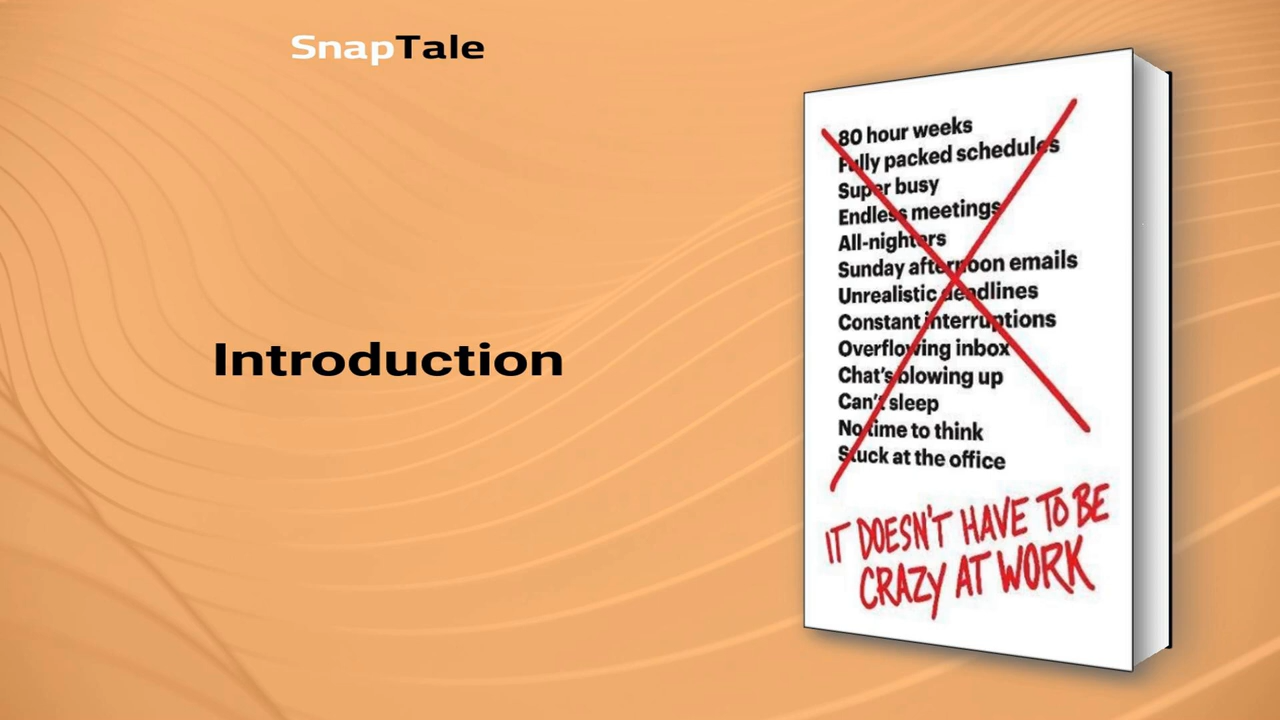 SnapTale
Introduction
80 hour weeks
Fully packed schedules
Super busy
Endless meetings
All-nighters
Sunday afternoon emails
Unrealistic deadlines
Constant interruptions
Overflowing inbox
Chat's blowing up
Can't sleep
No time to think
Stuck at the office
IT DOESN'T HAVE TO BE
CRAZY AT WORK